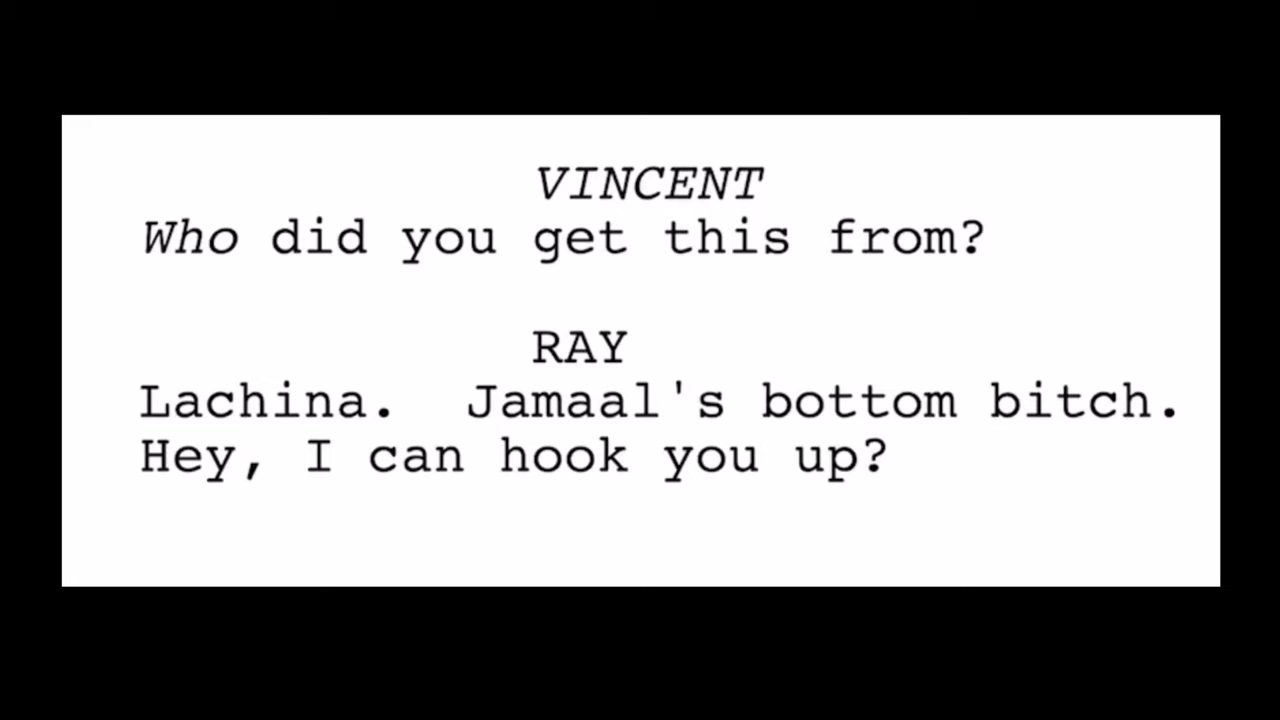 VINCENT
Who did you get this from?
RAY
Lachina. Jamaal's bottom bitch.
Hey, I can hook you up?